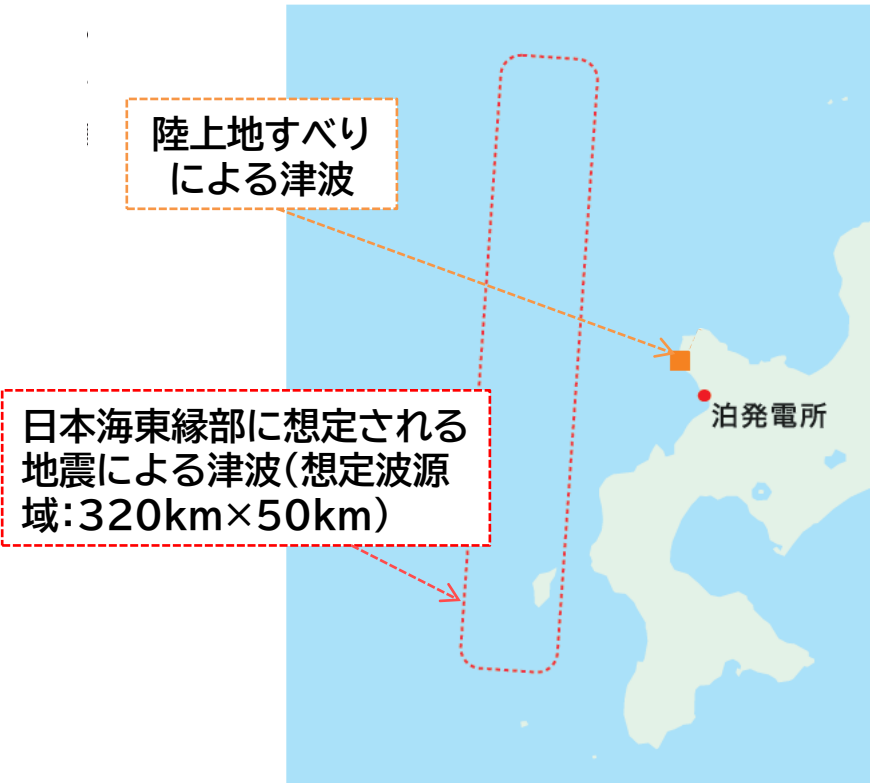 陸上地すべり
による津波
泊発電所
日本海東縁部に想定される
地震による津波(想定波源
域:320km×50km)